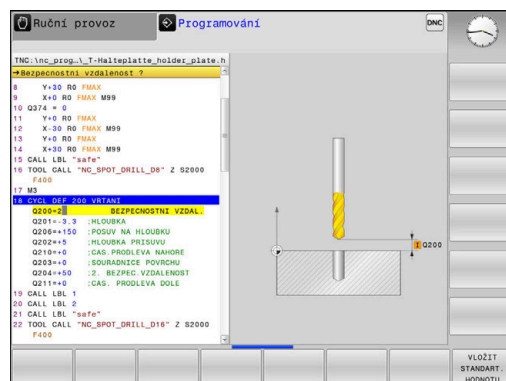 Ruční provoz
Programování
DNC
TNC:\nc_prog…\_T-Halteplatte_holder_plate.h
→Bezpecnostni vzdalenost ?
8 Y+30 R0 FMAX
9 X+0 R0 FMAX M99
10 Q374 = 0
11 Y+0 R0 FMAX
12 X-30 R0 FMAX M99
13 Y+0 R0 FMAX
14 X+30 R0 FMAX M99
15 CALL LBL "safe"
16 TOOL CALL "NC_SPOT_DRILL_D8" Z S2000
F400
17 M3
18 CYCL DEF 200 VRTANI
Q200=2 BEZPECNOSTNI VZDAL.
Q201=-3.3 ;HLOUBKA
Q206=+150 ;POSUV NA HLOUBKU
Q202=+5 ;HLOUBKA PRISUVU
Q210=+0 ;CAS.PRODLEVA NAHORE
Q203=+0 ;SOURADNICE POVRCHU
Q204=+50 ;2. BEZPEC.VZDALENOST
Q211=+0 ;CAS. PRODLEVA DOLE
19 CALL LBL 1
20 CALL LBL 2
21 CALL LBL "safe"
22 TOOL CALL "NC_SPOT_DRILL_D16" Z S2000
F400
Q200
VLOŽIT
STANDART.
HODNOTU